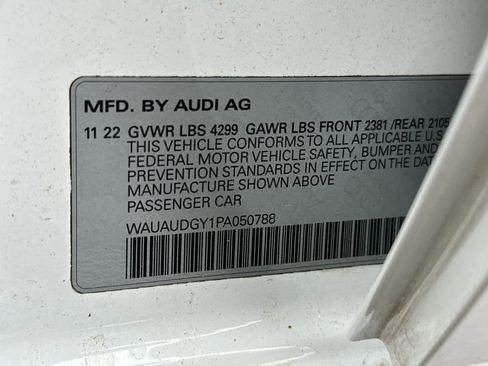 MFD. BY AUDI AG
11 22 GVWR LBS 4299 GAWR LBS FRONT 2381 /REAR 2105
THIS VEHICLE CONFORMS TO ALL APPLICABLE U.S
FEDERAL MOTOR VEHICLE SAFETY, BUMPER AND
PREVENTION STANDARDS IN EFFECT ON THE DAT
MANUFACTURE SHOWN ABOVE
PASSENGER CAR
WAUAUDGY1PA050788